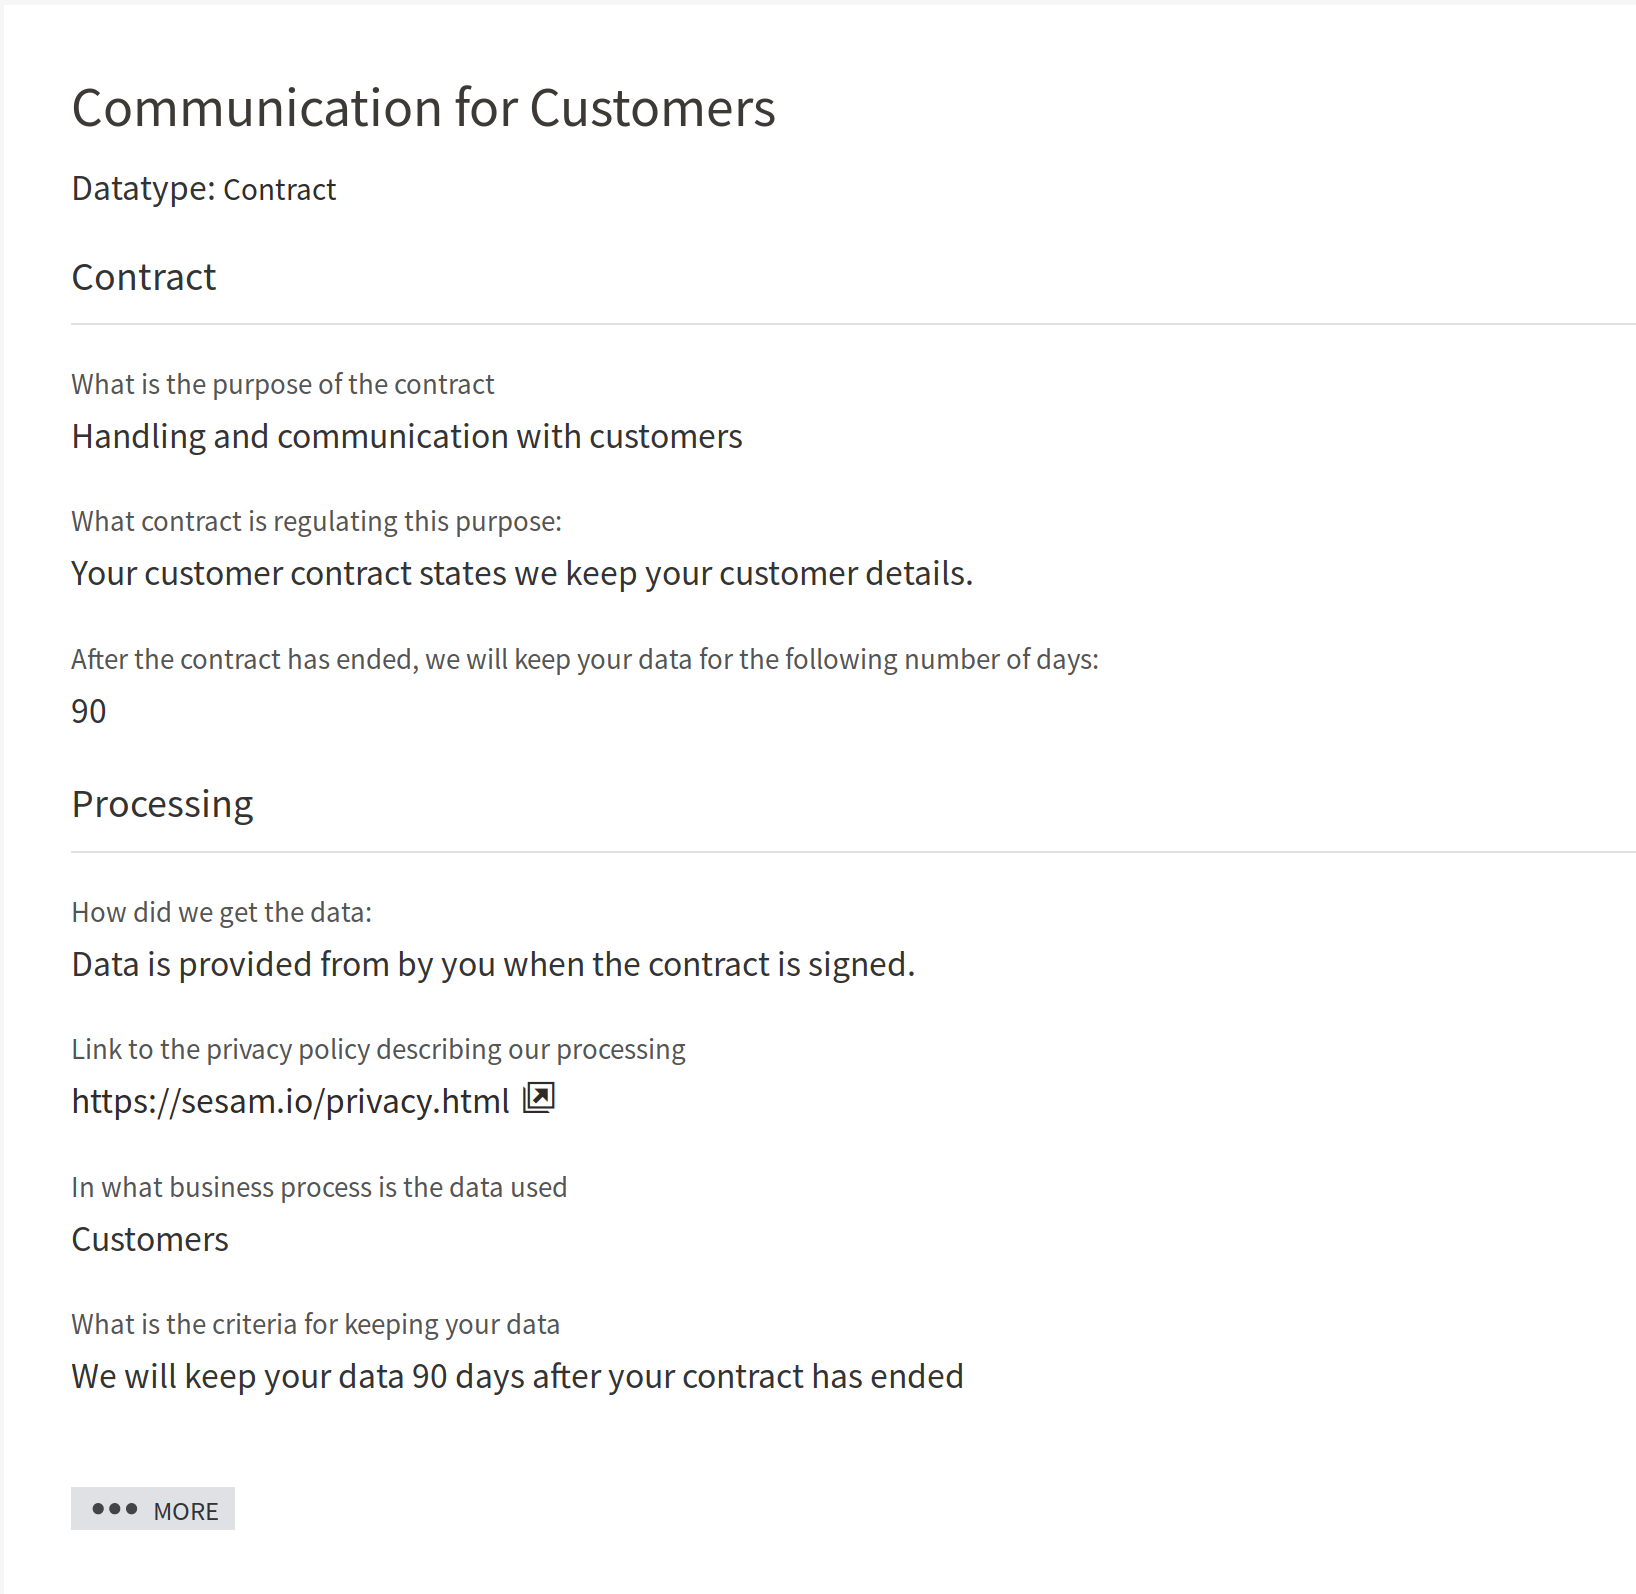 Communication for Customers
Datatype: Contract
Contract
What is the purpose of the contract
Handling and communication with customers
What contract is regulating this purpose:
Your customer contract states we keep your customer details.
After the contract has ended, we will keep your data for the following number of days:
90
Processing
How did we get the data:
Data is provided from by you when the contract is signed.
Link to the privacy policy describing our processing
https://sesam.io/privacy.html
In what business process is the data used
Customers
What is the criteria for keeping your data
We will keep your data 90 days after your contract has ended
MORE